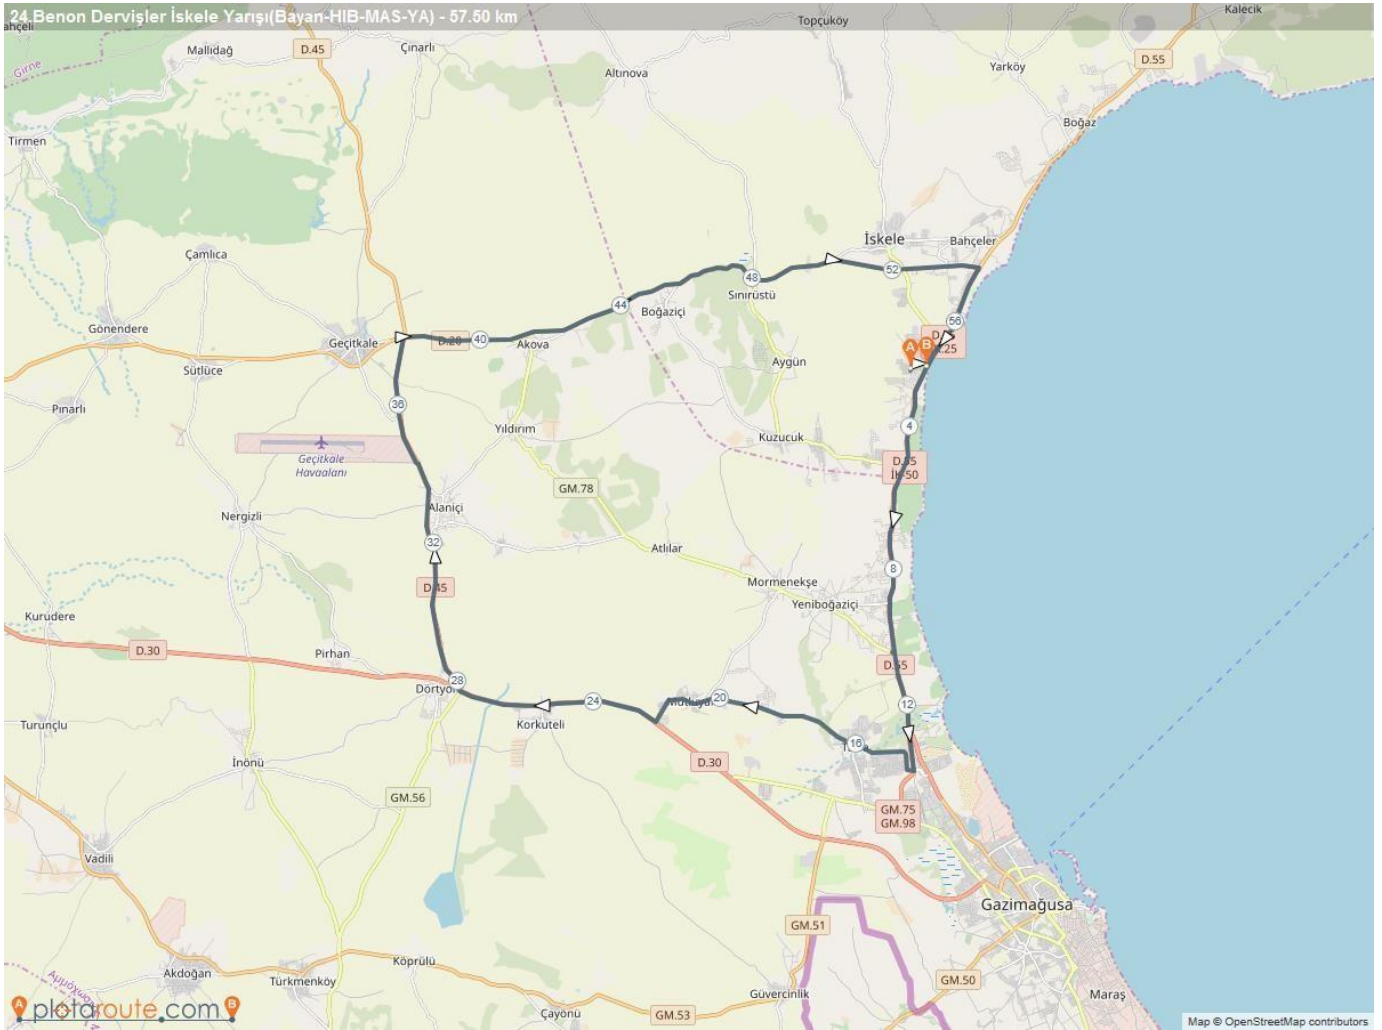 24.Benon Dervişler İskele Yarışı(Bayan-HIB-MAS-YA) - 57.50 km
Kalecik
Topçuköy
Çınarlı
D.45
Mallıdağ
Girne
D.55
Yarköy
Altınova
Boğaz
Tirmen
İskele
Bahçeler
Çamlıca
52
48
Sınırüstü
44
Boğaziçi
56
Gönendere
Geçitkale
D.20
40
Akova
A
B
Sütlüce
Aygün
36
Pınarlı
4
Yıldırım
Kuzucuk
Geçitkale
Havaalanı
D.55
İK.50
GM.78
Alaniçi
Nergizli
32
Atlılar
8
Mormenekşe
D.45
Yeniboğaziçi
Kurudere
D.30
Pirhan
D.55
28
Dörtyol
24
20
12
Turunçlu
Korkuteli
16
İnönü
D.30
GM.56
GM.75
GM.98
Vadili
Gazimağusa
GM.51
Köprülü
Akdoğan
Türkmenköy
GM.50
Güvercinlik
Maraş
A plotaroute.com B
Çayönü
GM.53
Map © OpenStreetMap contributors